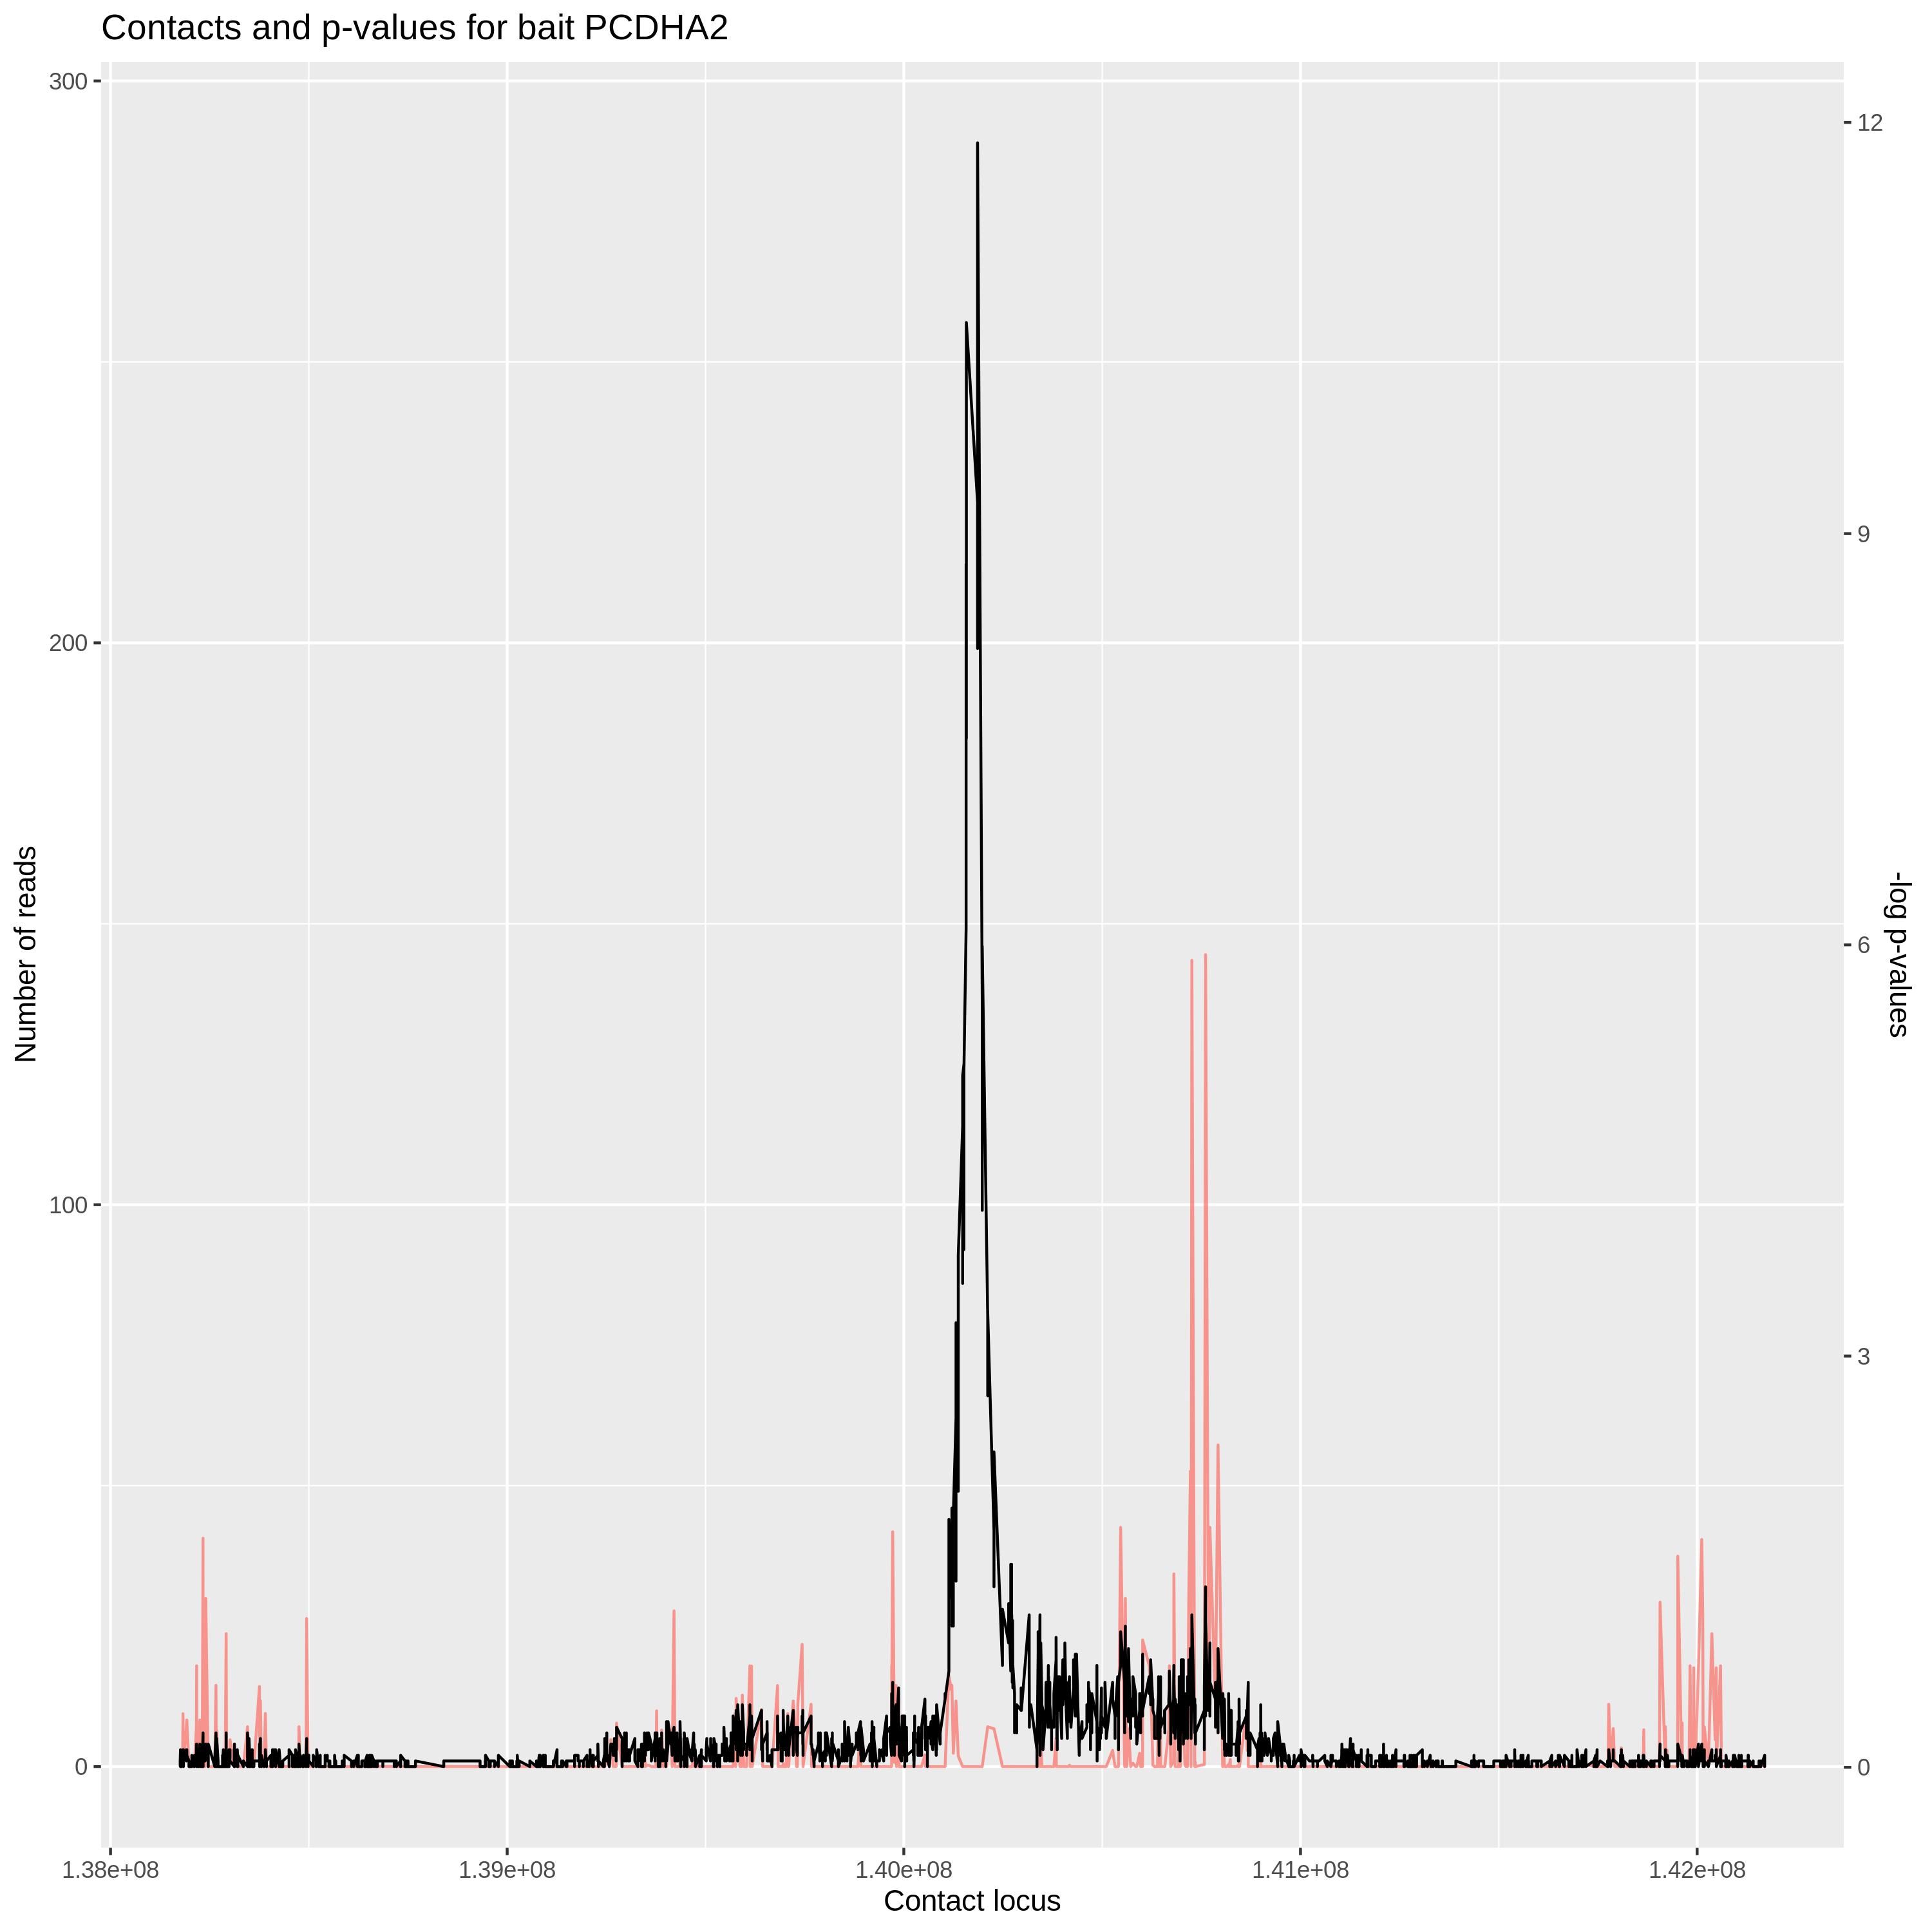 Contacts and p-values for bait PCDHA2
300
200
100
0
Number of reads
12
9
6
3
0
-log p-values
1.38e+08 1.39e+08 1.40e+08 1.41e+08 1.42e+08
Contact locus